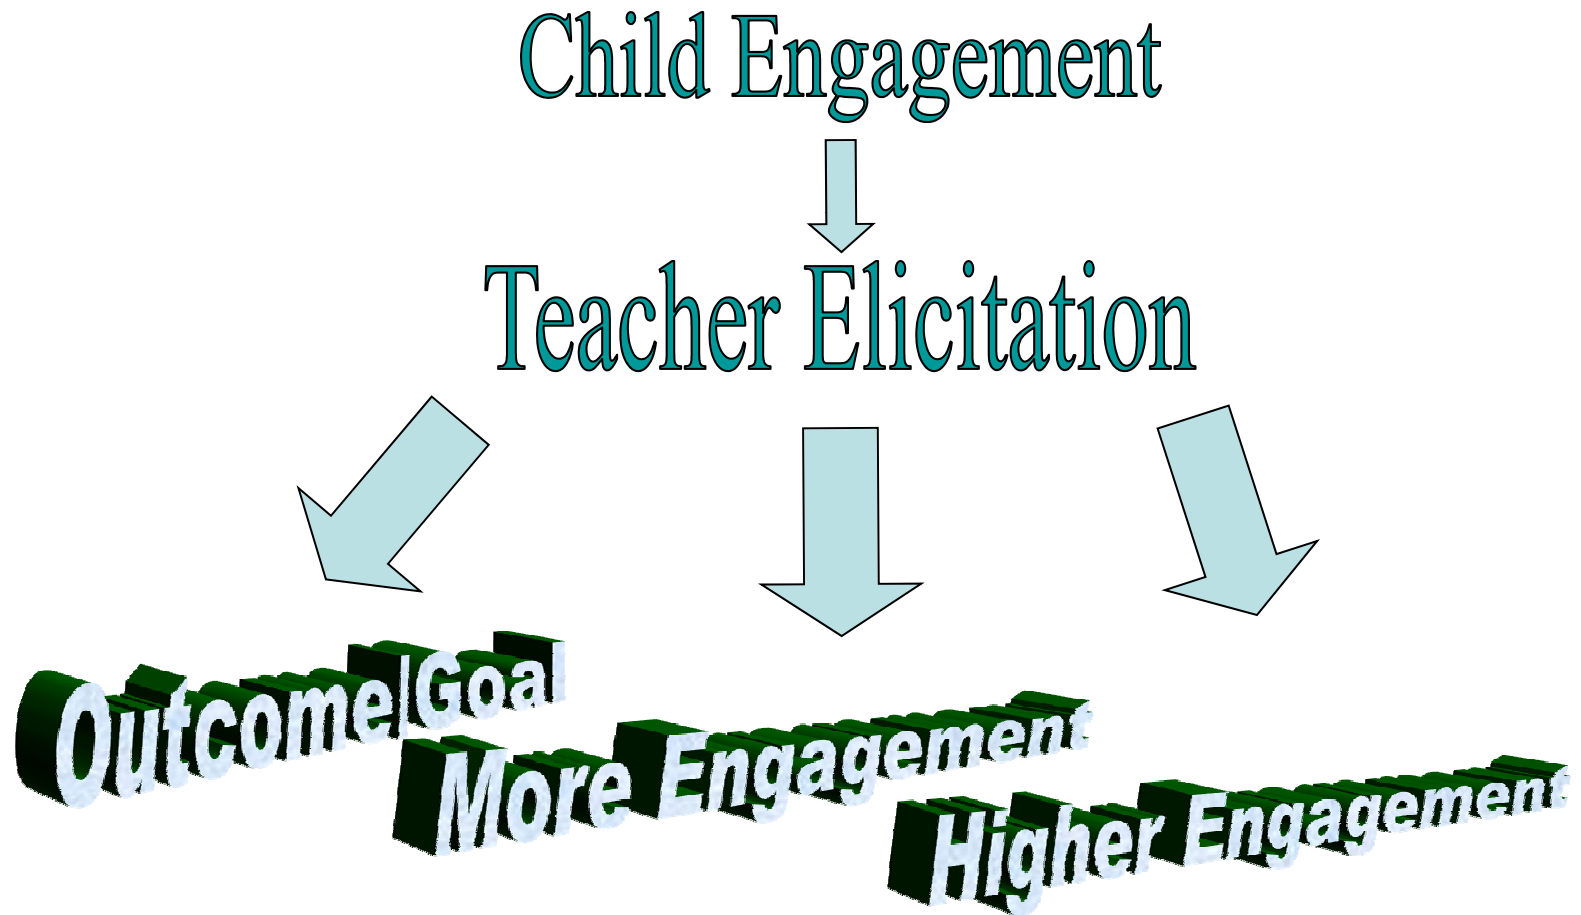 Child Engagement
Teacher Elicitation
Outcome|Goal
More Engagement
Higher Engagement